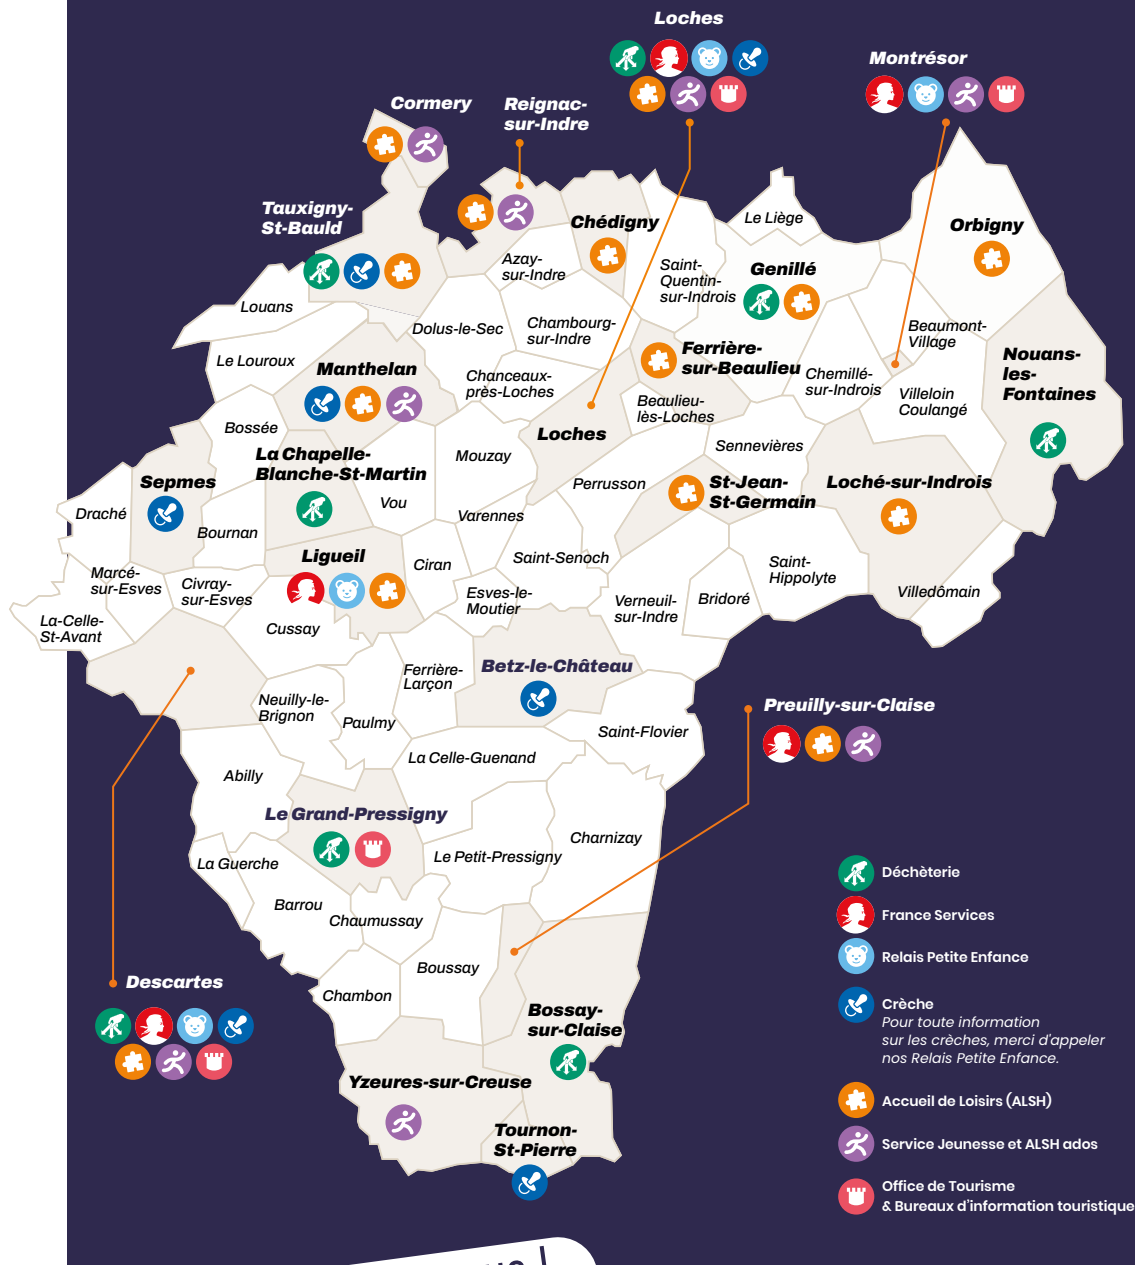 Loches
Montrésor
Cormery
Reignac-
sur-Indre
Tauxigny-
St-Bauld
Chédigny
Le Liège
Orbigny
Azay-
sur-Indre
Saint-
Quentin-
sur-Indrois
Genillé
Louans
Dolus-le-Sec
Chambourg-
sur-Indre
Beaumont-
Village
Le Louroux
Manthelan
Ferrière-
sur-Beaulieu
Nouans-
les-
Fontaines
Chanceaux-
près-Loches
Chemillé-
sur-Indrois
Villeloin
Coulangé
Beaulieu-
lès-Loches
Bossée
Loches
La Chapelle-
Blanche-St-Martin
Mouzay
Sennevières
Sepmes
Perrusson
St-Jean-
St-Germain
Loché-sur-Indrois
Vou
Draché
Varennes
Bournan
Ligueil
Ciran
Saint-Senoch
Saint-
Hippolyte
Marcé-
sur-Esves
Civray-
sur-Esves
Esves-le-
Moutier
Verneuil-
sur-Indre
Bridoré
Villedômain
La-Celle-
St-Avant
Cussay
Betz-le-Château
Ferrière-
Larçon
Neuilly-le-
Brignon
Paulmy
Saint-Flovier
Preuilly-sur-Claise
La Celle-Guenand
Abilly
Le Grand-Pressigny
Charnizay
La Guerche
Le Petit-Pressigny
Barrou
Chaumussay
Boussay
Descartes
Chambon
Bossay-
sur-Claise
Yzeures-sur-Creuse
Tournon-
St-Pierre
Déchèterie
France Services
Relais Petite Enfance
Crèche
Pour toute information
sur les crèches, merci d'appeler
nos Relais Petite Enfance.
Accueil de Loisirs (ALSH)
Service Jeunesse et ALSH ados
Office de Tourisme
& Bureaux d'information touristique